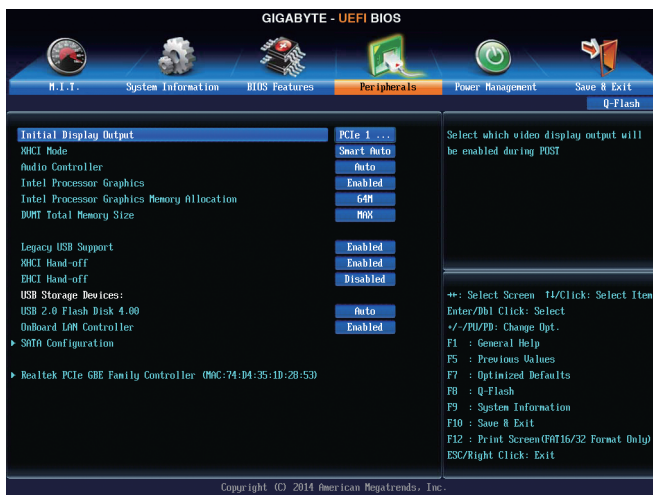 GIGABYTE - UEFI BIOS
M.I.T.
System Information
BIOS Features
Peripherals
Power Management
Save & Exit
Q-Flash
Initial Display Output PCIe 1 ...
XHCI Mode Smart Auto
Audio Controller Auto
Intel Processor Graphics Enabled
Intel Processor Graphics Memory Allocation 64M
DVMT Total Memory Size MAX
Legacy USB Support Enabled
XHCI Hand-off Enabled
EHCI Hand-off Disabled
USB Storage Devices:
USB 2.0 Flash Disk 4.00 Auto
OnBoard LAN Controller Enabled
SATA Configuration
Realtek PCIe GBE Family Controller (MAC:74:D4:35:1D:28:53)
Select which video display output will
be enabled during POST
→←: Select Screen ↑↓/Click: Select Item
Enter/Dbl Click: Select
+/-/PU/PD: Change Opt.
F1 : General Help
F5 : Previous Values
F7 : Optimized Defaults
F8 : Q-Flash
F9 : System Information
F10 : Save & Exit
F12 : Print Screen(FAT16/32 Format Only)
ESC/Right Click: Exit
Copyright (C) 2014 American Megatrends, Inc.